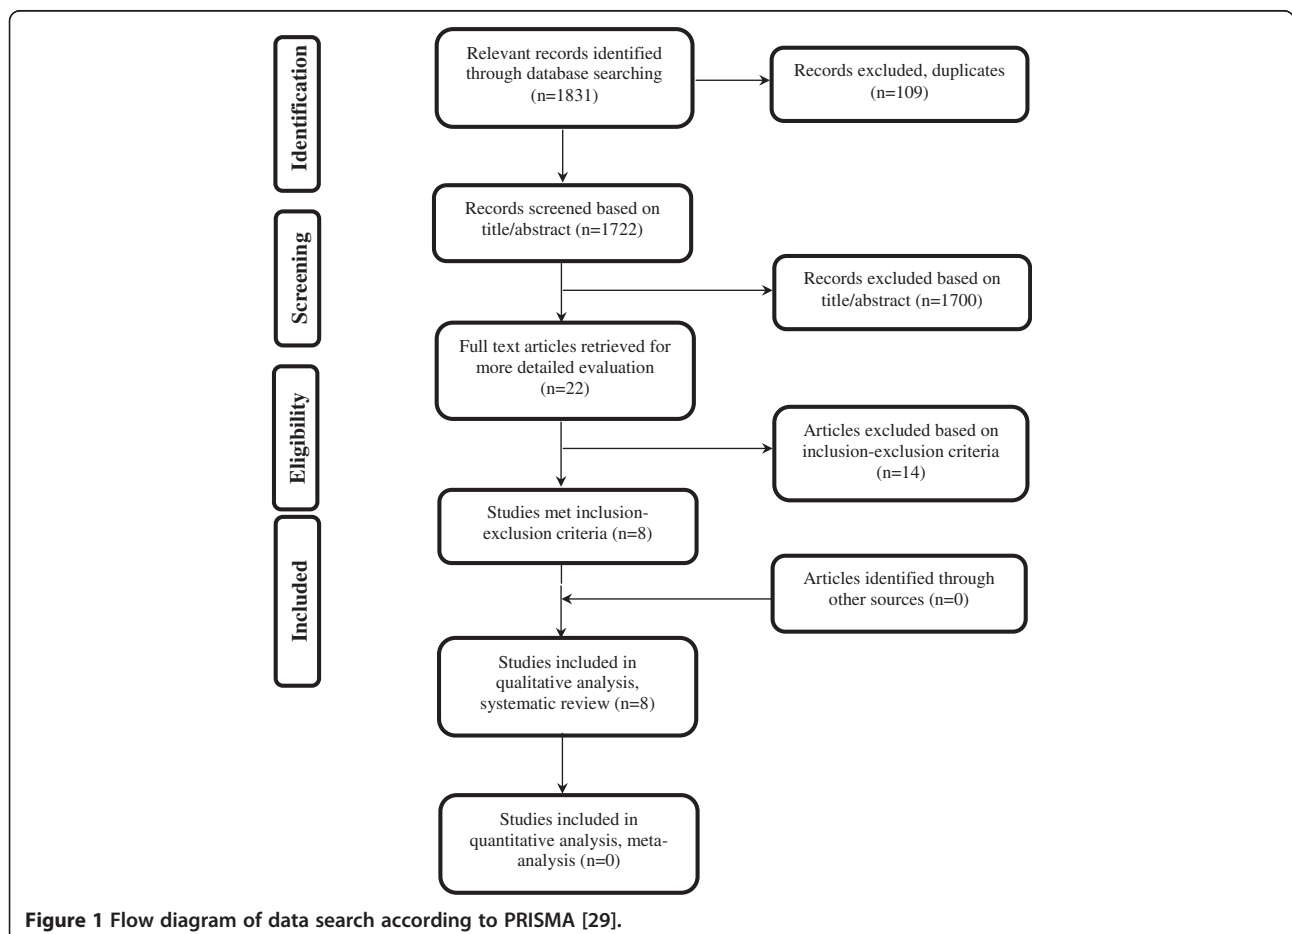 Identification
Relevant records identified
through database searching
(n=1831)
Records excluded, duplicates
(n=109)
Screening
Records screened based on
title/abstract (n=1722)
Records excluded based on
title/abstract (n=1700)
Eligibility
Full text articles retrieved for
more detailed evaluation
(n=22)
Articles excluded based on
inclusion-exclusion criteria
(n=14)
Included
Studies met inclusion-
exclusion criteria (n=8)
Articles identified through
other sources (n=0)
Studies included in
qualitative analysis,
systematic review (n=8)
Studies included in
quantitative analysis, meta-
analysis (n=0)
Figure 1 Flow diagram of data search according to PRISMA [29].